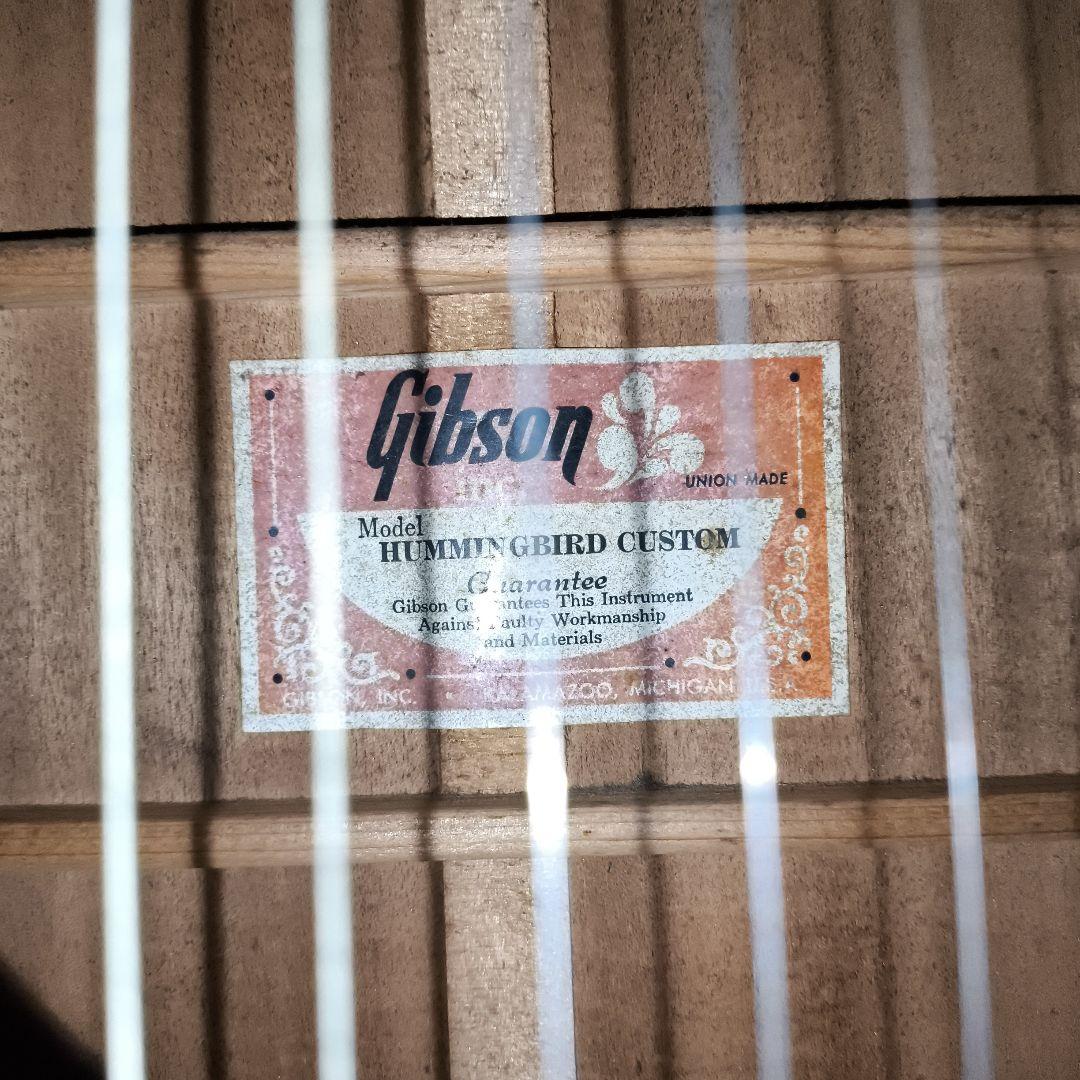 Gibson
UNION MADE
Model
HUMMINGBIRD CUSTOM
Guarantee
Gibson Guarantees This Instrument
Against Faulty Workmanship
and Materials
GIBSON, INC. • KALAMAZOO, MICHIGAN U.S.A.